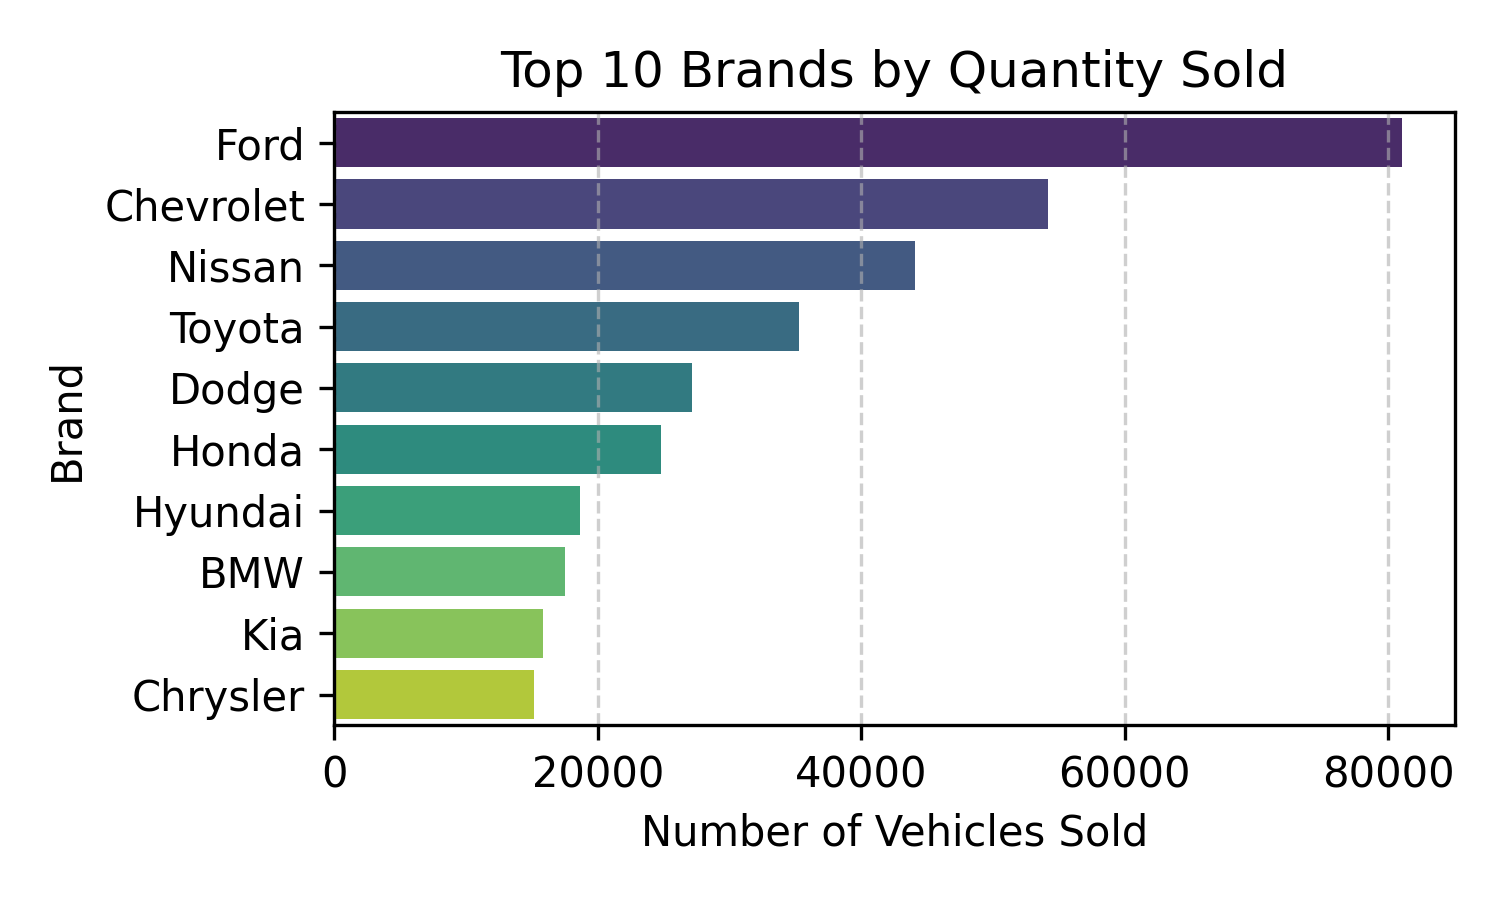 Top 10 Brands by Quantity Sold
Brand
Ford
Chevrolet
Nissan
Toyota
Dodge
Honda
Hyundai
BMW
Kia
Chrysler
0 20000 40000 60000 80000
Number of Vehicles Sold